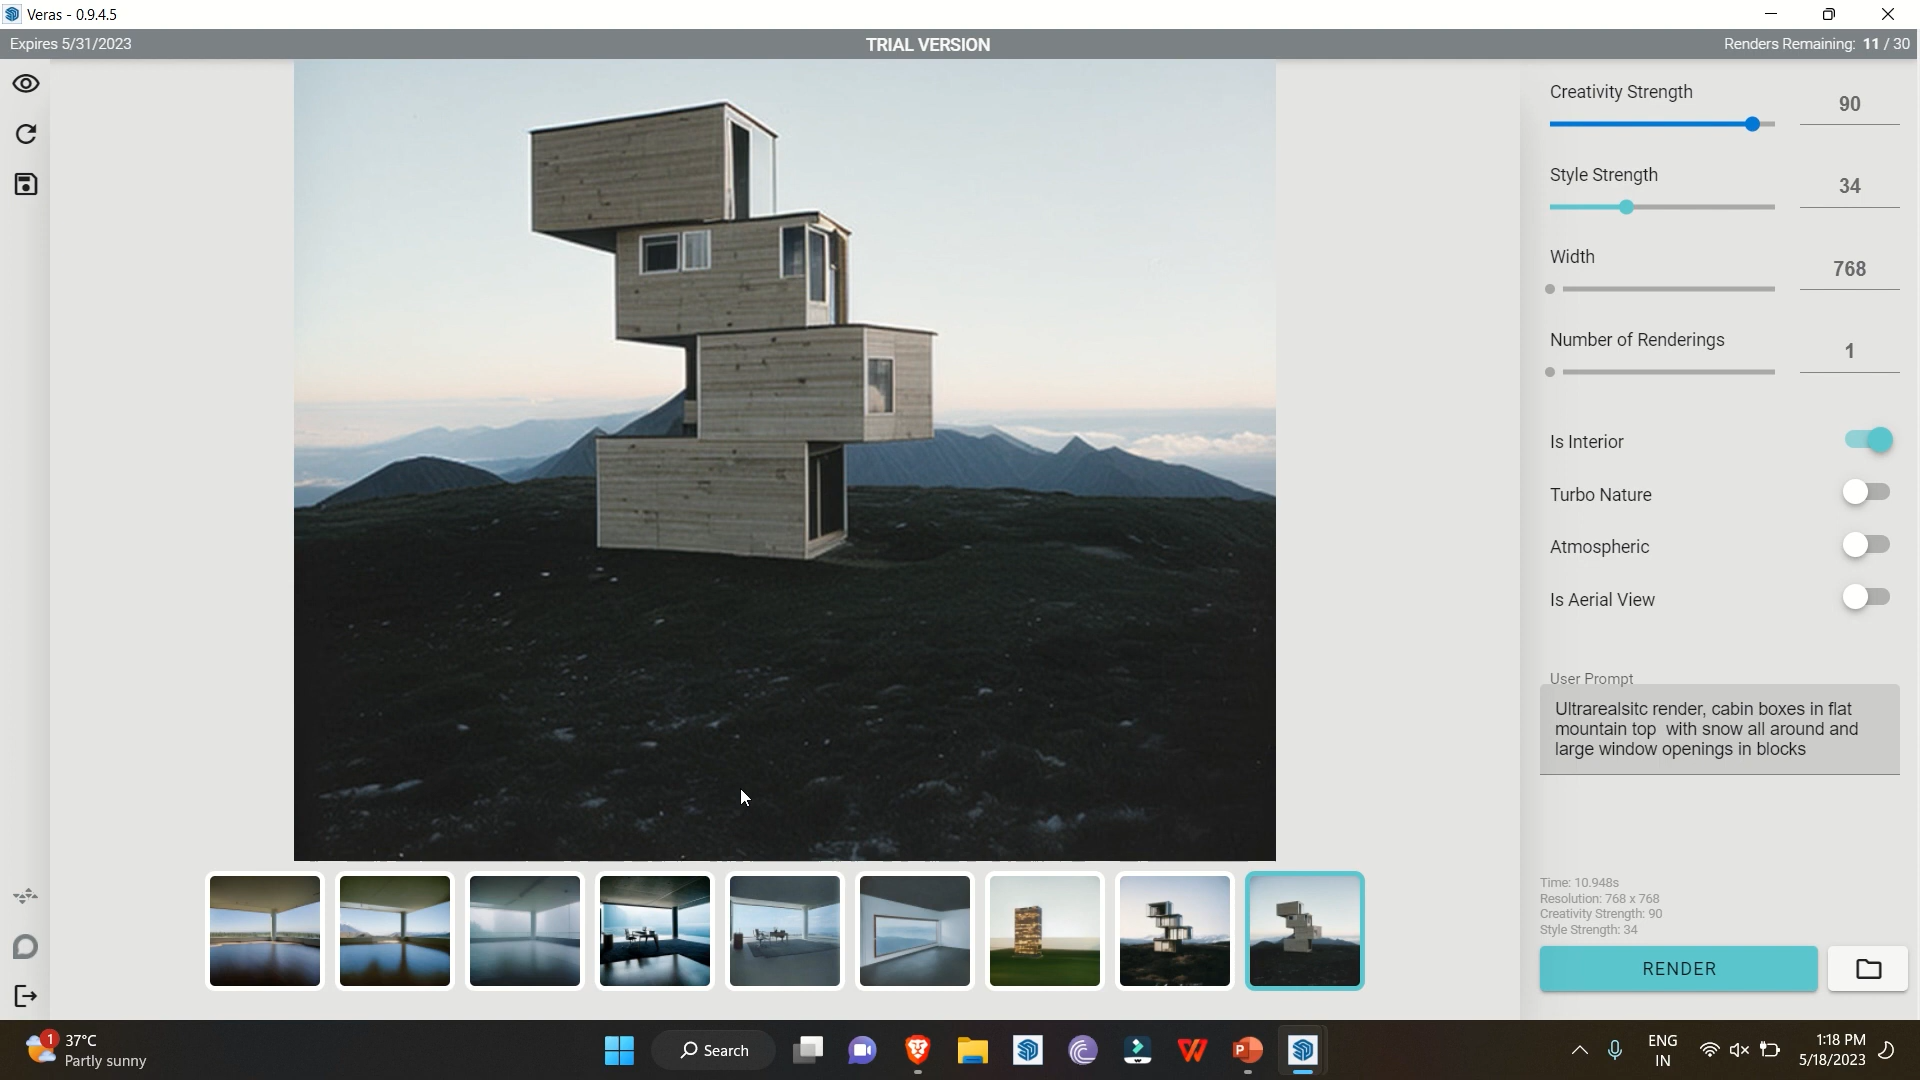 Veras - 0.9.4.5
Expires 5/31/2023
TRIAL VERSION
Renders Remaining: 11 / 30
Creativity Strength
90
Style Strength
34
Width
768
Number of Renderings
1
Is Interior
Turbo Nature
Atmospheric
Is Aerial View
User Prompt
Ultrarealsitc render, cabin boxes in flat
mountain top with snow all around and
large window openings in blocks
Time: 10.948s
Resolution: 768 x 768
Creativity Strength: 90
Style Strength: 34
RENDER
1
37°C
Partly sunny
Search
ENG
IN
1:18 PM
5/18/2023